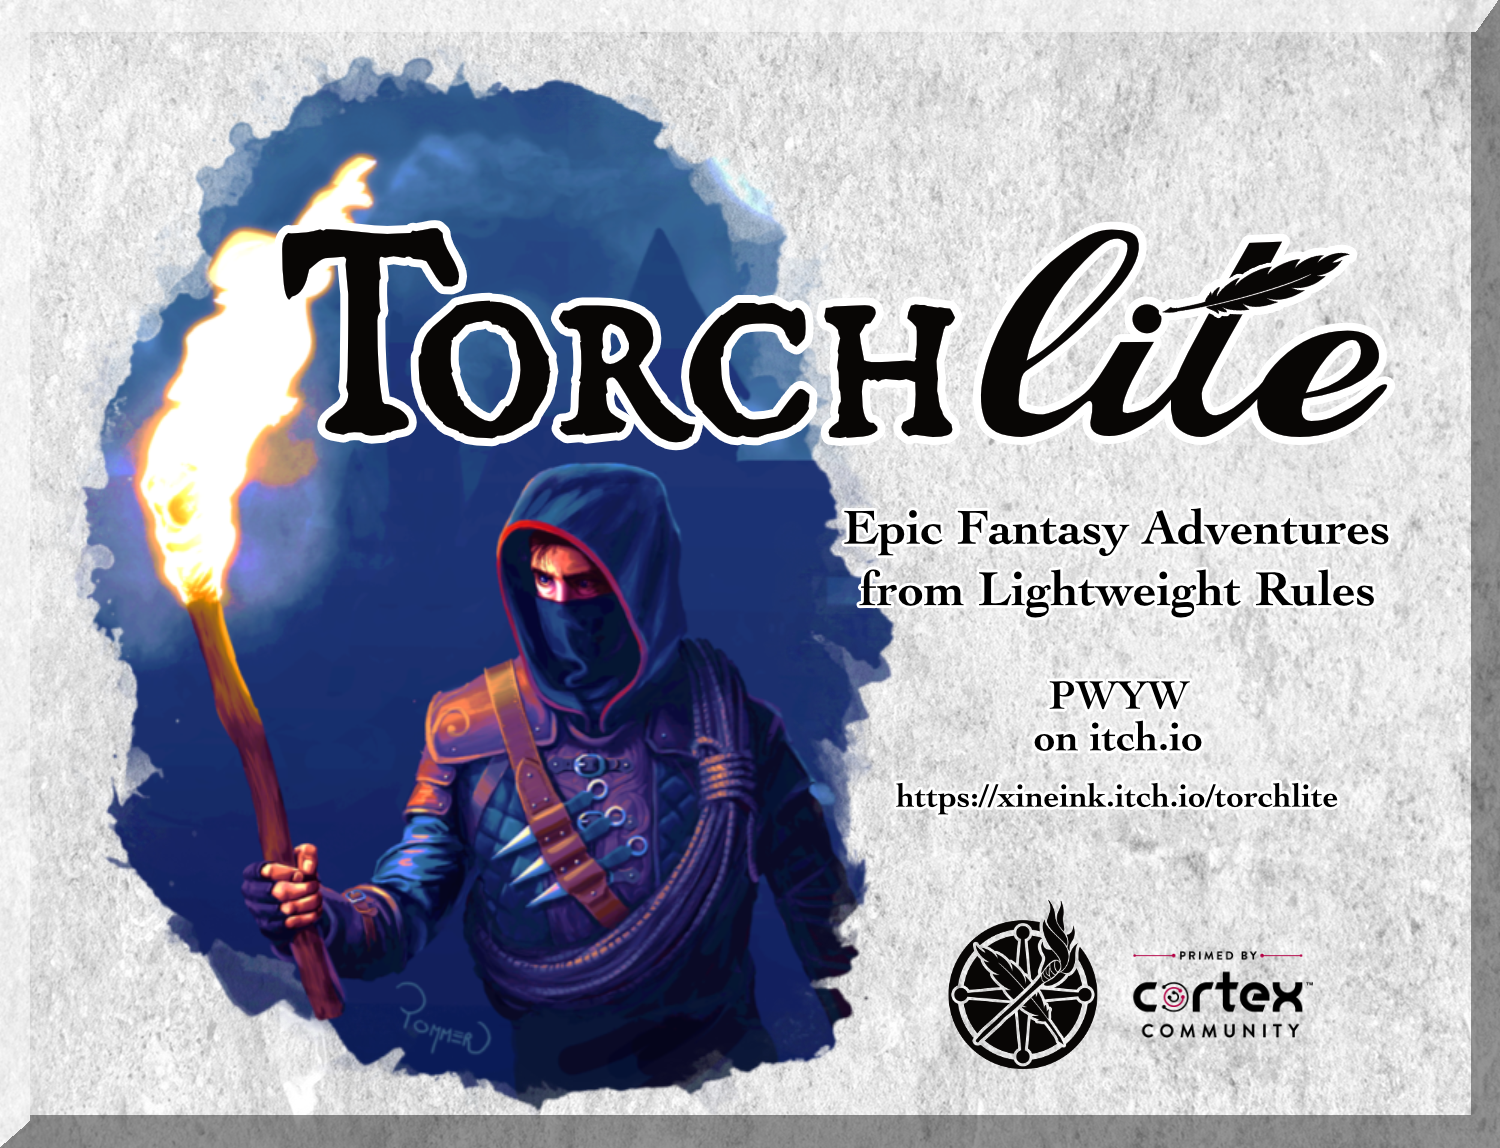 TORCHlite
Epic Fantasy Adventures
from Lightweight Rules
PWYW
on itch.io
https://xineink.itch.io/torchlite
PRIMED BY
cortex™
COMMUNITY
POMMER